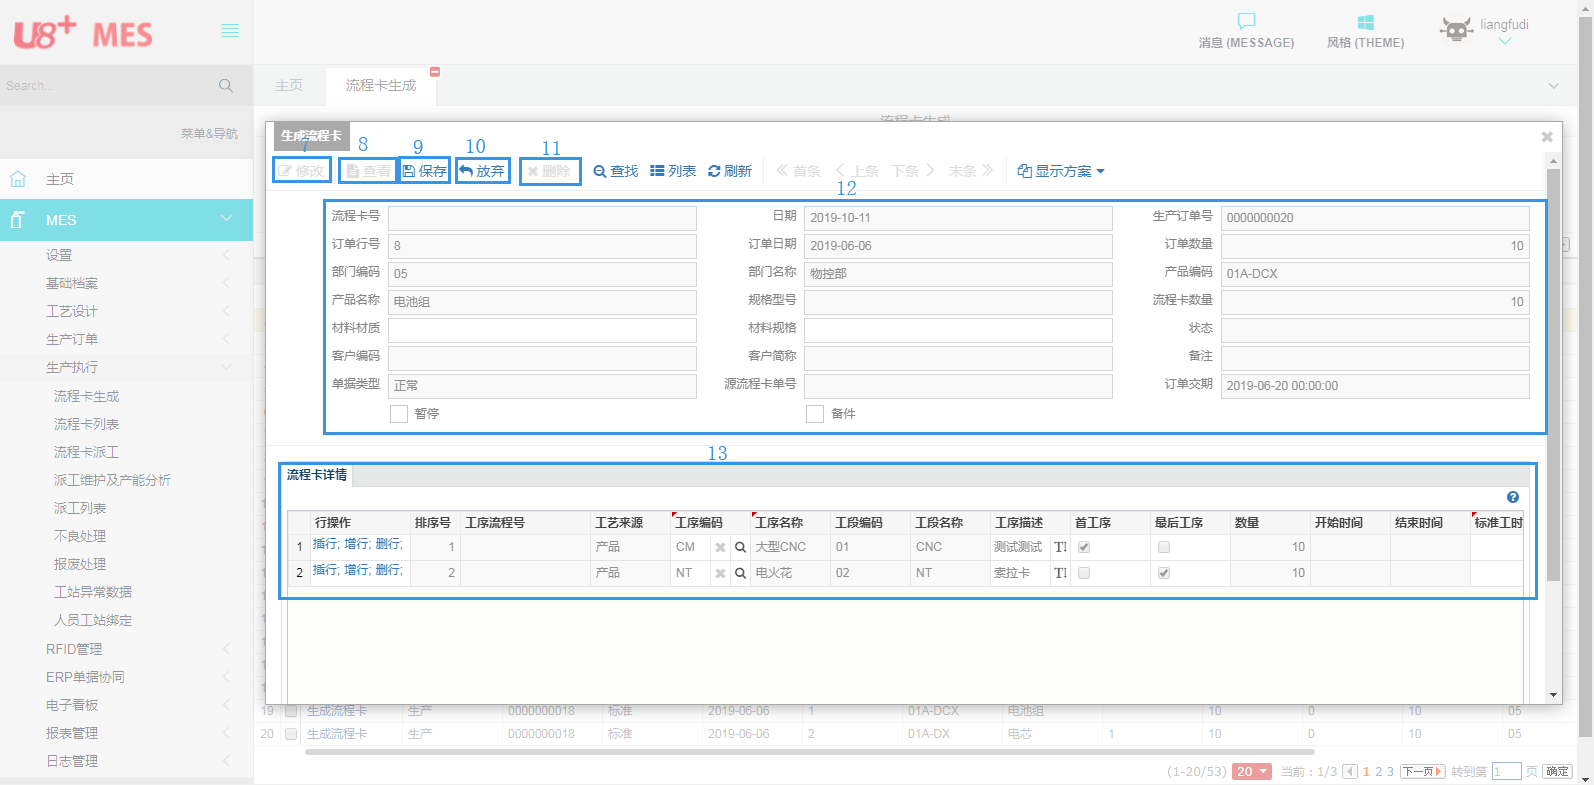 U8+ MES
消息 (MESSAGE)
风格 (THEME)
liangfudi
Search...
主页
流程卡生成
菜单&导航
主页
MES
设置
基础档案
工艺设计
生产订单
生产执行
流程卡生成
流程卡列表
流程卡派工
派工维护及产能分析
派工列表
不良处理
报废处理
工站异常数据
人员工站绑定
RFID管理
ERP单据协同
电子看板
报表管理
日志管理
流程卡生成
生成流程卡
7 8 9 10 11
修改 查看 保存 放弃 删除 查找 列表 刷新 首条 上条 下条 末条 显示方案
12
流程卡号 日期 2019-10-11 生产订单号 0000000020
订单行号 8 订单日期 2019-06-06 订单数量 10
部门编码 05 部门名称 物控部 产品编码 01A-DCX
产品名称 电池组 规格型号 流程卡数量 10
材料材质 材料规格 状态
客户编码 客户简称 备注
单据类型 正常 源流程卡单号 订单交期 2019-06-20 00:00:00
暂停 备件
13
流程卡详情
行操作 排序号 工序流程号 工艺来源 工序编码 工序名称 工段编码 工段名称 工序描述 首工序 最后工序 数量 开始时间 结束时间 标准工时
1 插行; 增行; 删行; 1 产品 CM 大型CNC 01 CNC 测试测试 10
2 插行; 增行; 删行; 2 产品 NT 电火花 02 NT 索拉卡 10
19 生成流程卡 生产 0000000018 标准 2019-06-06 1 01A-DCX 电池组 10 0 10 05
20 生成流程卡 生产 0000000018 标准 2019-06-06 2 01A-DX 电芯 1 10 0 10 05
(1-20/53) 20 当前 : 1/3 1 2 3 下一页 转到第 1 页 确定